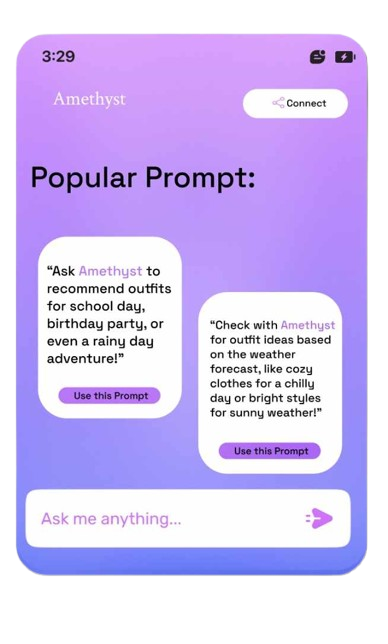 3:29
Amethyst
Connect
Popular Prompt:
“Ask Amethyst to
recommend outfits
for school day,
birthday party, or
even a rainy day
adventure!”
Use this Prompt
“Check with Amethyst
for outfit ideas based
on the weather
forecast, like cozy
clothes for a chilly
day or bright styles
for sunny weather!”
Use this Prompt
Ask me anything...